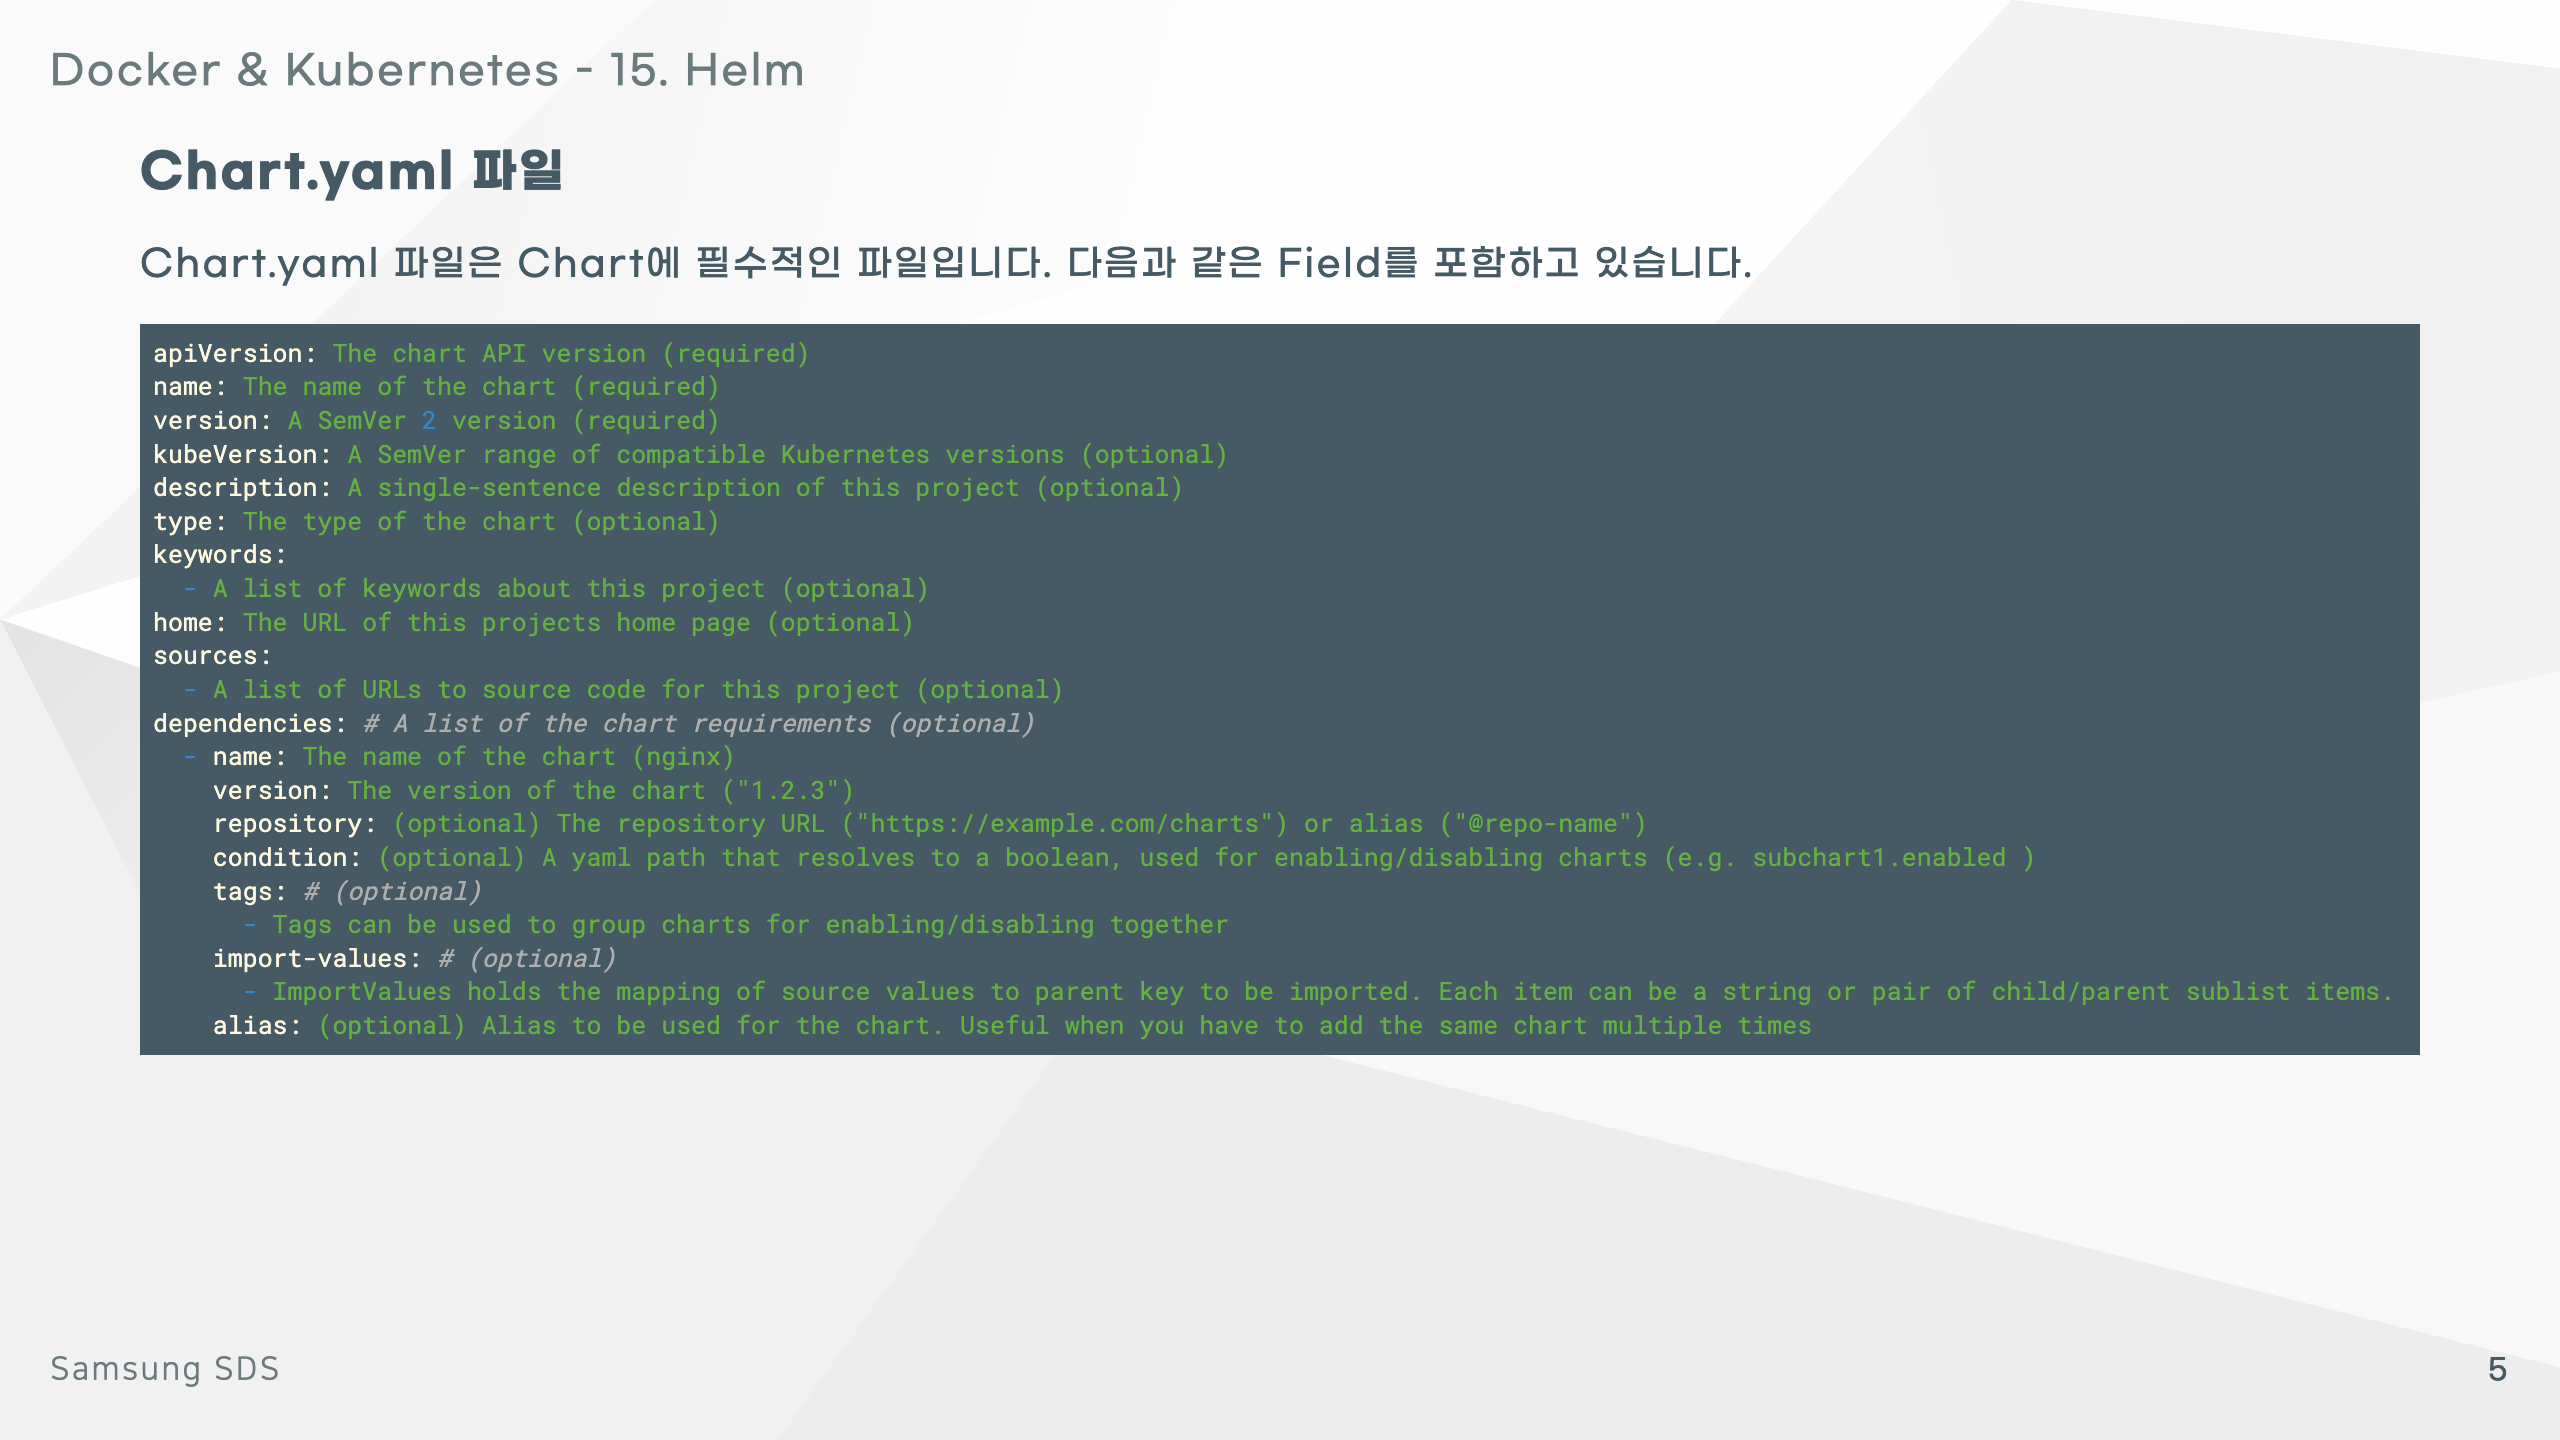 Docker & Kubernetes - 15. Helm
Chart.yaml 파일
Chart.yaml 파일은 Chart에 필수적인 파일입니다. 다음과 같은 Field를 포함하고 있습니다.
apiVersion: The chart API version (required)
name: The name of the chart (required)
version: A SemVer 2 version (required)
kubeVersion: A SemVer range of compatible Kubernetes versions (optional)
description: A single-sentence description of this project (optional)
type: The type of the chart (optional)
keywords:
  - A list of keywords about this project (optional)
home: The URL of this projects home page (optional)
sources:
  - A list of URLs to source code for this project (optional)
dependencies: # A list of the chart requirements (optional)
  - name: The name of the chart (nginx)
    version: The version of the chart ("1.2.3")
    repository: (optional) The repository URL ("https://example.com/charts") or alias ("@repo-name")
    condition: (optional) A yaml path that resolves to a boolean, used for enabling/disabling charts (e.g. subchart1.enabled )
    tags: # (optional)
      - Tags can be used to group charts for enabling/disabling together
    import-values: # (optional)
      - ImportValues holds the mapping of source values to parent key to be imported. Each item can be a string or pair of child/parent sublist items.
    alias: (optional) Alias to be used for the chart. Useful when you have to add the same chart multiple times
Samsung SDS
5